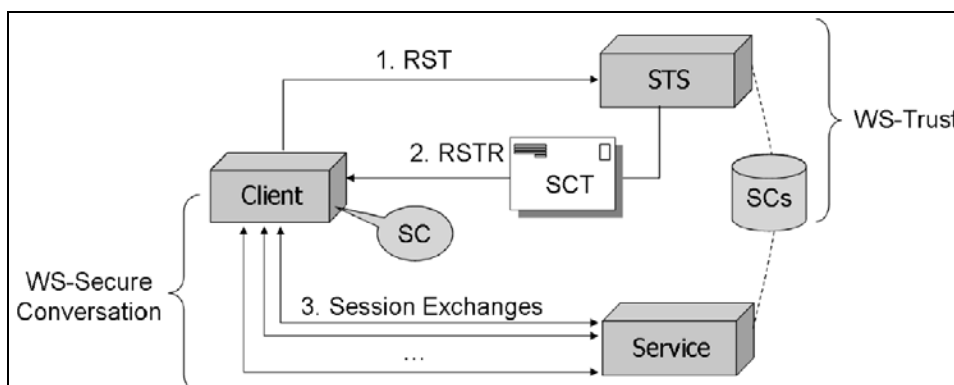 1. RST
STS
WS-Trust
2. RSTR
SCT
Client
SCs
SC
WS-Secure
Conversation
3. Session Exchanges
...
Service